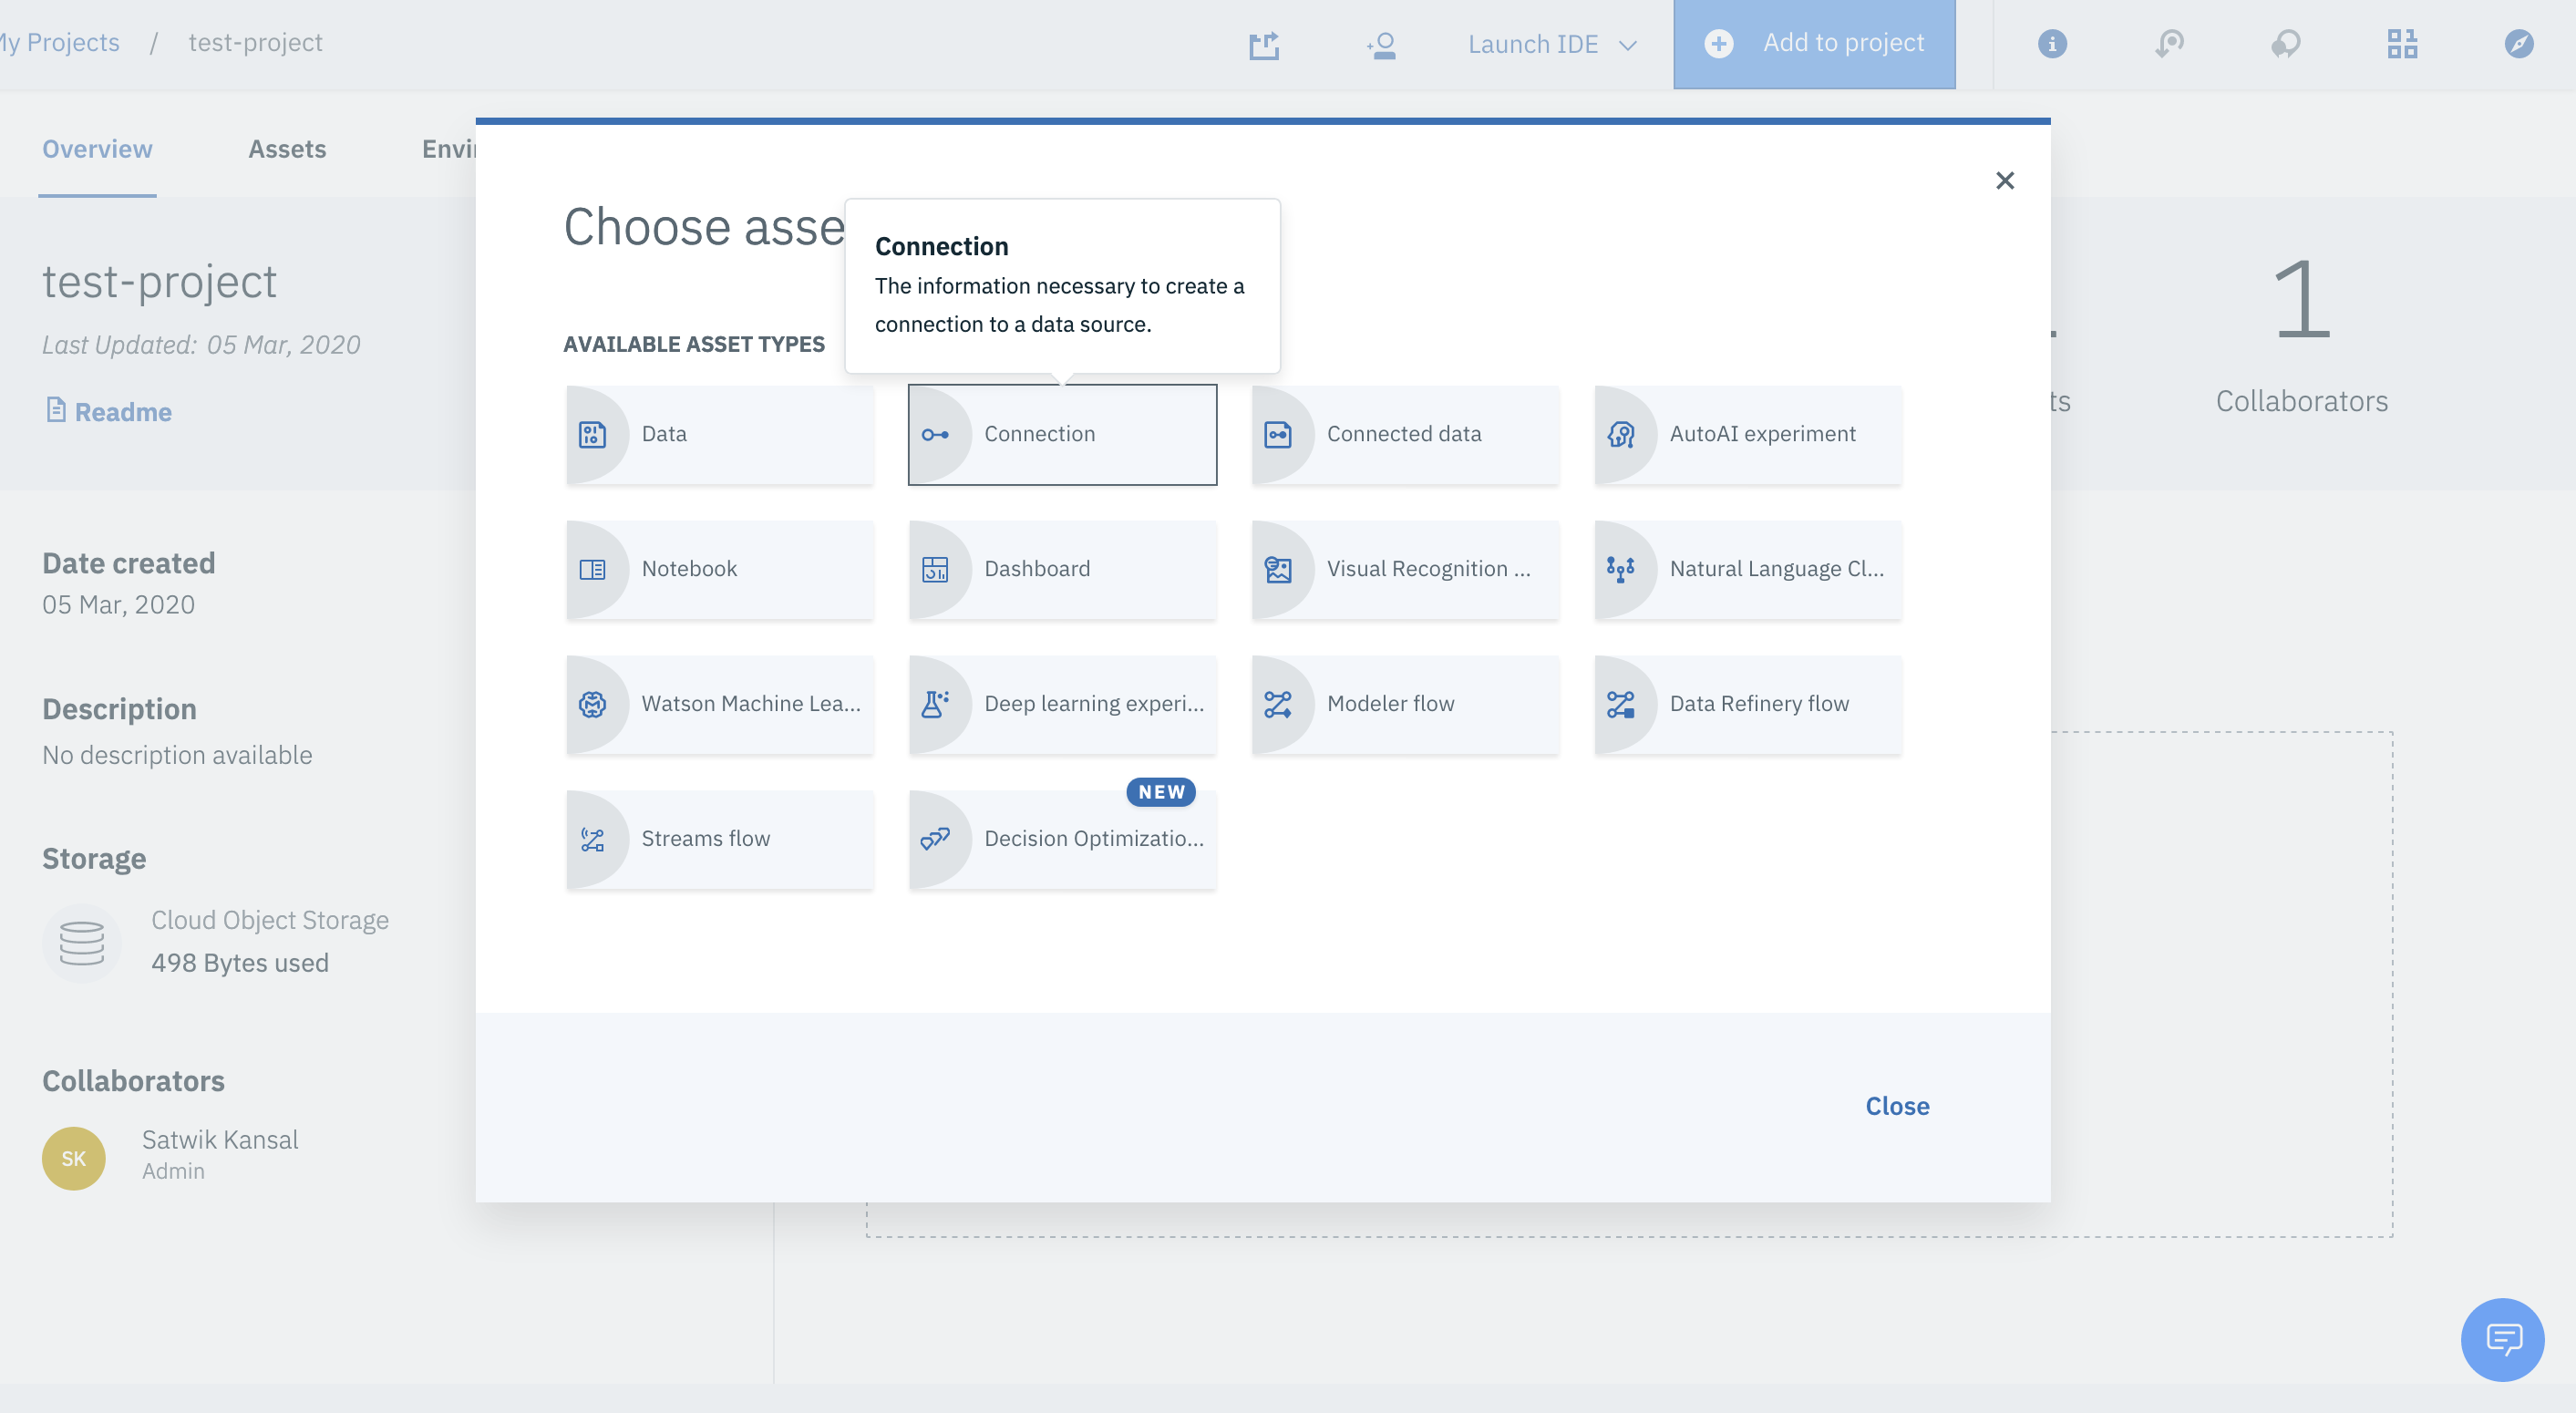 My Projects / test-project
Launch IDE
Add to project
Overview
Assets
test-project
Last Updated: 05 Mar, 2020
Readme
1
Collaborators
Date created
05 Mar, 2020
Description
No description available
Storage
Cloud Object Storage
498 Bytes used
Collaborators
SK
Satwik Kansal
Admin
Choose asse
Connection
The information necessary to create a
connection to a data source.
AVAILABLE ASSET TYPES
Data
Connection
Connected data
AutoAI experiment
Notebook
Dashboard
Visual Recognition ...
Natural Language Cl...
Watson Machine Lea...
Deep learning experi...
Modeler flow
Data Refinery flow
Streams flow
NEW
Decision Optimizatio...
Close